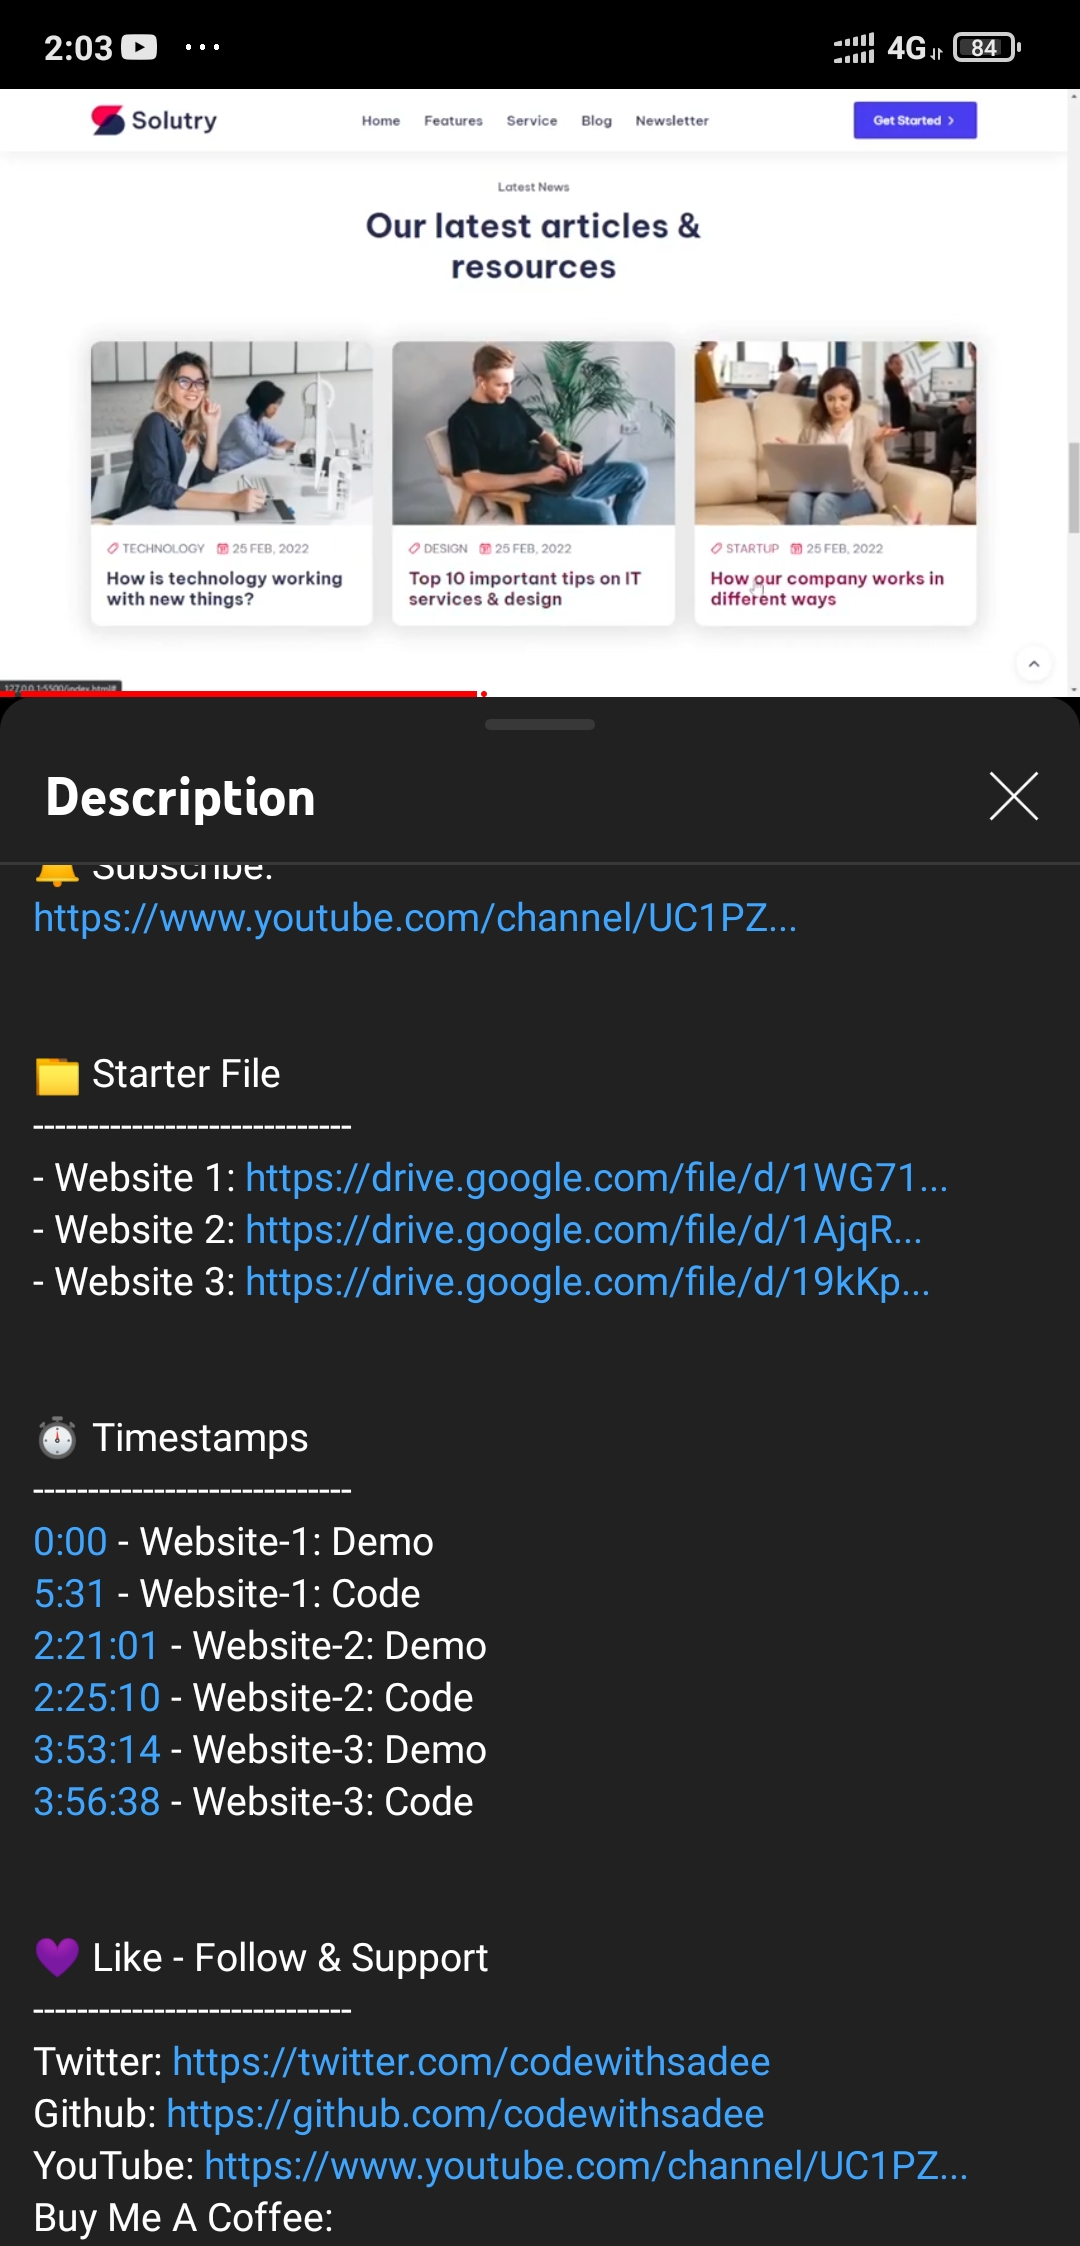 2:03
4G 84
Solutry
Home Features Service Blog Newsletter
Get Started
Latest News
Our latest articles &
resources
TECHNOLOGY 25 FEB, 2022
How is technology working
with new things?
DESIGN 25 FEB, 2022
Top 10 important tips on IT
services & design
STARTUP 25 FEB, 2022
How our company works in
different ways
127.0.0.1:5500/index.html#
Description
Subscribe:
https://www.youtube.com/channel/UC1PZ...
Starter File
-----------------------------
- Website 1: https://drive.google.com/file/d/1WG71...
- Website 2: https://drive.google.com/file/d/1AjqR...
- Website 3: https://drive.google.com/file/d/19kKp...
Timestamps
-----------------------------
0:00 - Website-1: Demo
5:31 - Website-1: Code
2:21:01 - Website-2: Demo
2:25:10 - Website-2: Code
3:53:14 - Website-3: Demo
3:56:38 - Website-3: Code
Like - Follow & Support
-----------------------------
Twitter: https://twitter.com/codewithsadee
Github: https://github.com/codewithsadee
YouTube: https://www.youtube.com/channel/UC1PZ...
Buy Me A Coffee: